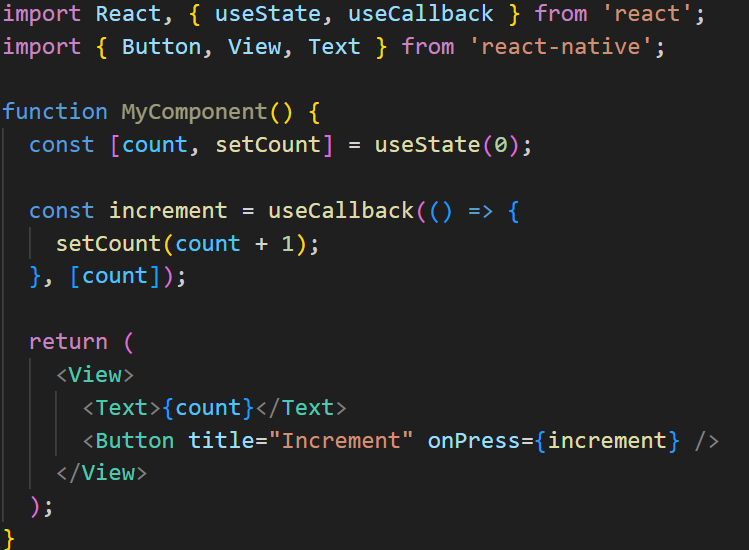 import React, { useState, useCallback } from 'react';
import { Button, View, Text } from 'react-native';

function MyComponent() {
  const [count, setCount] = useState(0);

  const increment = useCallback(() => {
    setCount(count + 1);
  }, [count]);

  return (
    <View>
      <Text>{count}</Text>
      <Button title="Increment" onPress={increment} />
    </View>
  );
}